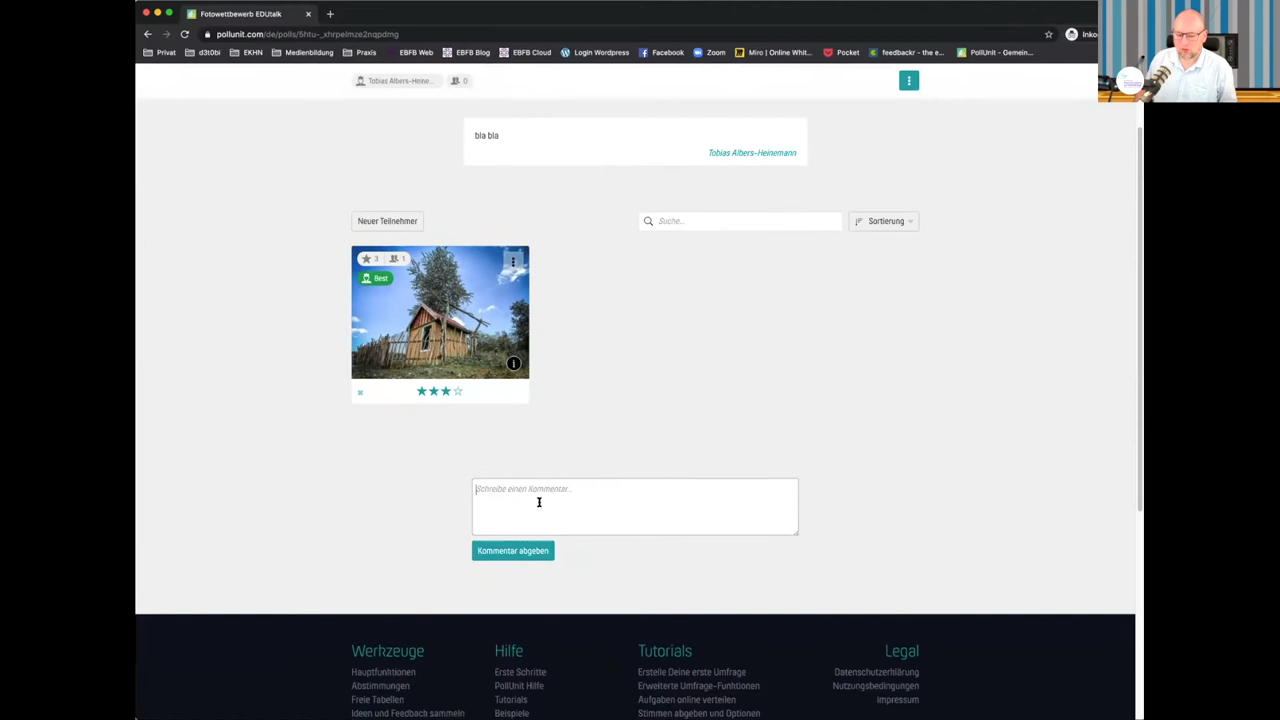 Fotowettbewerb EDUtalk
pollunit.com/de/polls/5htu-_xhrpelmze2nqpdmg
Inko
Privat d3t0bi EKHN Medienbildung Praxis EBFB Web EBFB Blog EBFB Cloud Login Wordpress Facebook Zoom Miro | Online Whit... Pocket feedbackr - the e... PollUnit - Gemein...
Tobias Albers-Heine... 0
bla bla
Tobias Albers-Heinemann
Neuer Teilnehmer Suche... Sortierung
3 1
Best
Schreibe einen Kommentar...
Kommentar abgeben
Werkzeuge Hilfe Tutorials Legal
Hauptfunktionen Erste Schritte Erstelle Deine erste Umfrage Datenschutzerklärung
Abstimmungen PollUnit Hilfe Erweiterte Umfrage-Funktionen Nutzungsbedingungen
Freie Tabellen Tutorials Aufgaben online verteilen Impressum
Ideen und Feedback sammeln Beispiele Stimmen abgeben und Optionen